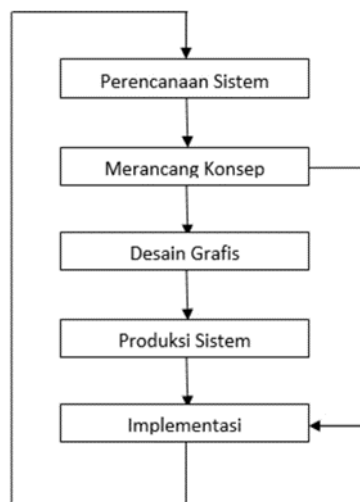 Perencanaan Sistem
Merancang Konsep
Desain Grafis
Produksi Sistem
Implementasi